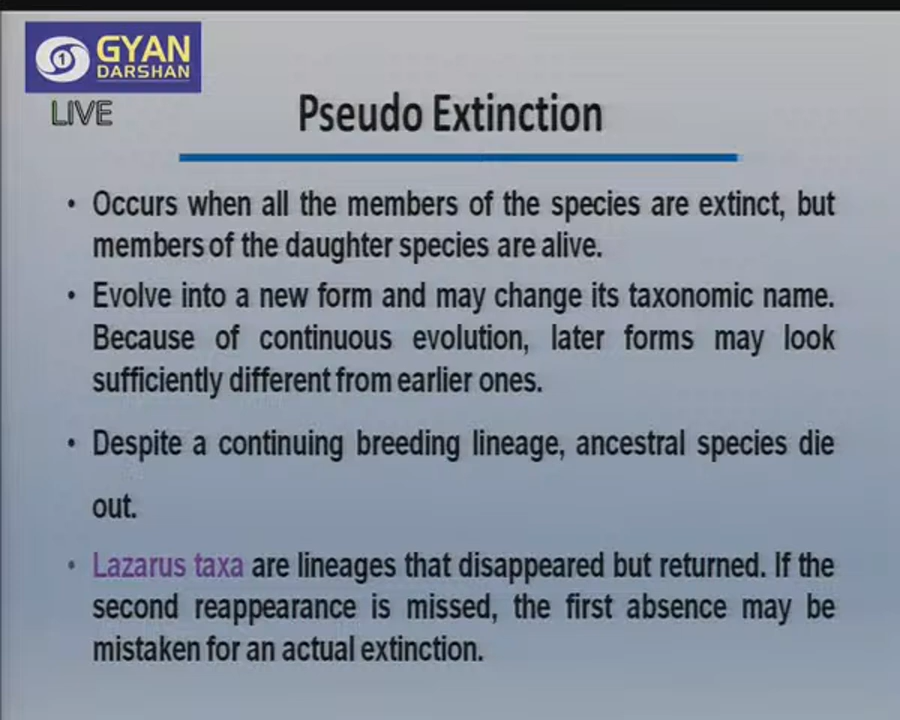 GYAN
DARSHAN
LIVE
Pseudo Extinction
• Occurs when all the members of the species are extinct, but
members of the daughter species are alive.
• Evolve into a new form and may change its taxonomic name.
Because of continuous evolution, later forms may look
sufficiently different from earlier ones.
• Despite a continuing breeding lineage, ancestral species die
out.
• Lazarus taxa are lineages that disappeared but returned. If the
second reappearance is missed, the first absence may be
mistaken for an actual extinction.